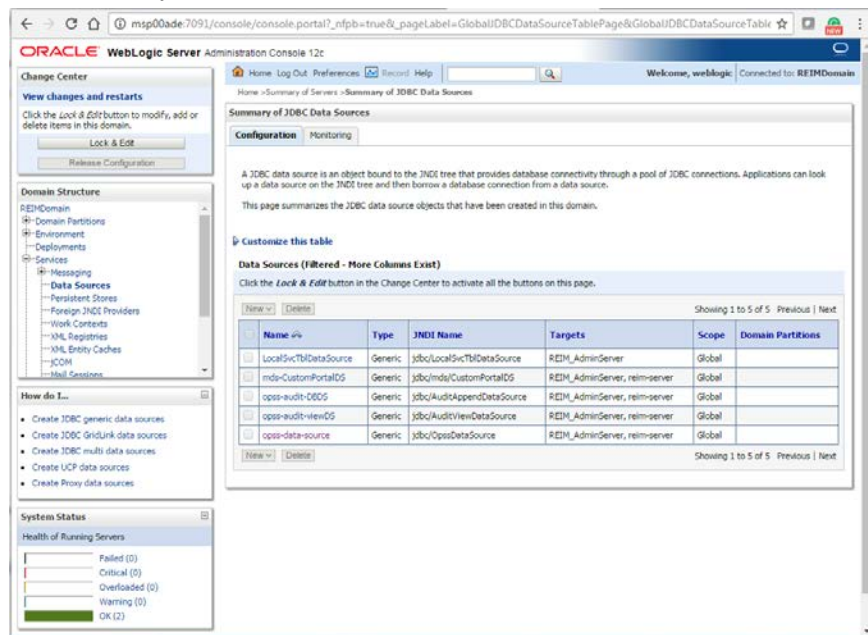 msp00ade:7091/console/console.portal?_nfpb=true&_pageLabel=GlobalJDBCDataSourceTablePage&GlobalJDBCDataSourceTable
ORACLE WebLogic Server Administration Console 12c
Change Center
View changes and restarts
Click the Lock & Edit button to modify, add or
delete items in this domain.
Lock & Edit
Release Configuration
Domain Structure
REIMDomain
Domain Partitions
Environment
Deployments
Services
Messaging
Data Sources
Persistent Stores
Foreign JNDI Providers
Work Contexts
XML Registries
XML Entity Caches
jCOM
Mail Sessions
How do I...
Create JDBC generic data sources
Create JDBC GridLink data sources
Create JDBC multi data sources
Create UCP data sources
Create Proxy data sources
System Status
Health of Running Servers
Failed (0)
Critical (0)
Overloaded (0)
Warning (0)
OK (2)
Home Log Out Preferences Record Help
Welcome, weblogic Connected to: REIMDomain
Home >Summary of Servers >Summary of JDBC Data Sources
Summary of JDBC Data Sources
Configuration Monitoring
A JDBC data source is an object bound to the JNDI tree that provides database connectivity through a pool of JDBC connections. Applications can look
up a data source on the JNDI tree and then borrow a database connection from a data source.
This page summarizes the JDBC data source objects that have been created in this domain.
Customize this table
Data Sources (Filtered - More Columns Exist)
Click the Lock & Edit button in the Change Center to activate all the buttons on this page.
New Delete Showing 1 to 5 of 5 Previous | Next
Name Type JNDI Name Targets Scope Domain Partitions
LocalSvcTblDataSource Generic jdbc/LocalSvcTblDataSource REIM_AdminServer Global
mds-CustomPortalDS Generic jdbc/mds/CustomPortalDS REIM_AdminServer, reim-server Global
opss-audit-DBDS Generic jdbc/AuditAppendDataSource REIM_AdminServer, reim-server Global
opss-audit-viewDS Generic jdbc/AuditViewDataSource REIM_AdminServer, reim-server Global
opss-data-source Generic jdbc/OpssDataSource REIM_AdminServer, reim-server Global
New Delete Showing 1 to 5 of 5 Previous | Next